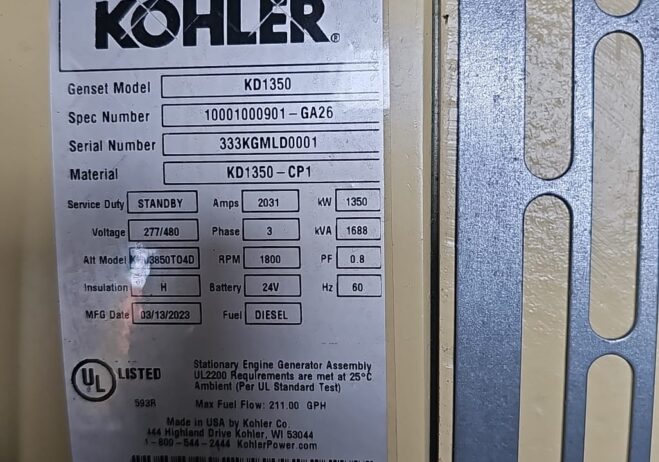 KOHLER®
Genset Model KD1350
Spec Number 10001000901-GA26
Serial Number 333KGMLD0001
Material KD1350-CP1
Service Duty STANDBY Amps 2031 kW 1350
Voltage 277/480 Phase 3 kVA 1688
Alt Model RPM 1800 PF 0.8
Insulation H Battery 24V Hz 60
MFG Date 03/13/2023 Fuel DIESEL
UL LISTED
593R
Stationary Engine Generator Assembly
UL2200 Requirements are met at 25°C
Ambient (Per UL Standard Test)
Max Fuel Flow: 211.00 GPH
Made in USA by Kohler Co.
444 Highland Drive Kohler, WI 53044
1-800-544-2444 KohlerPower.com